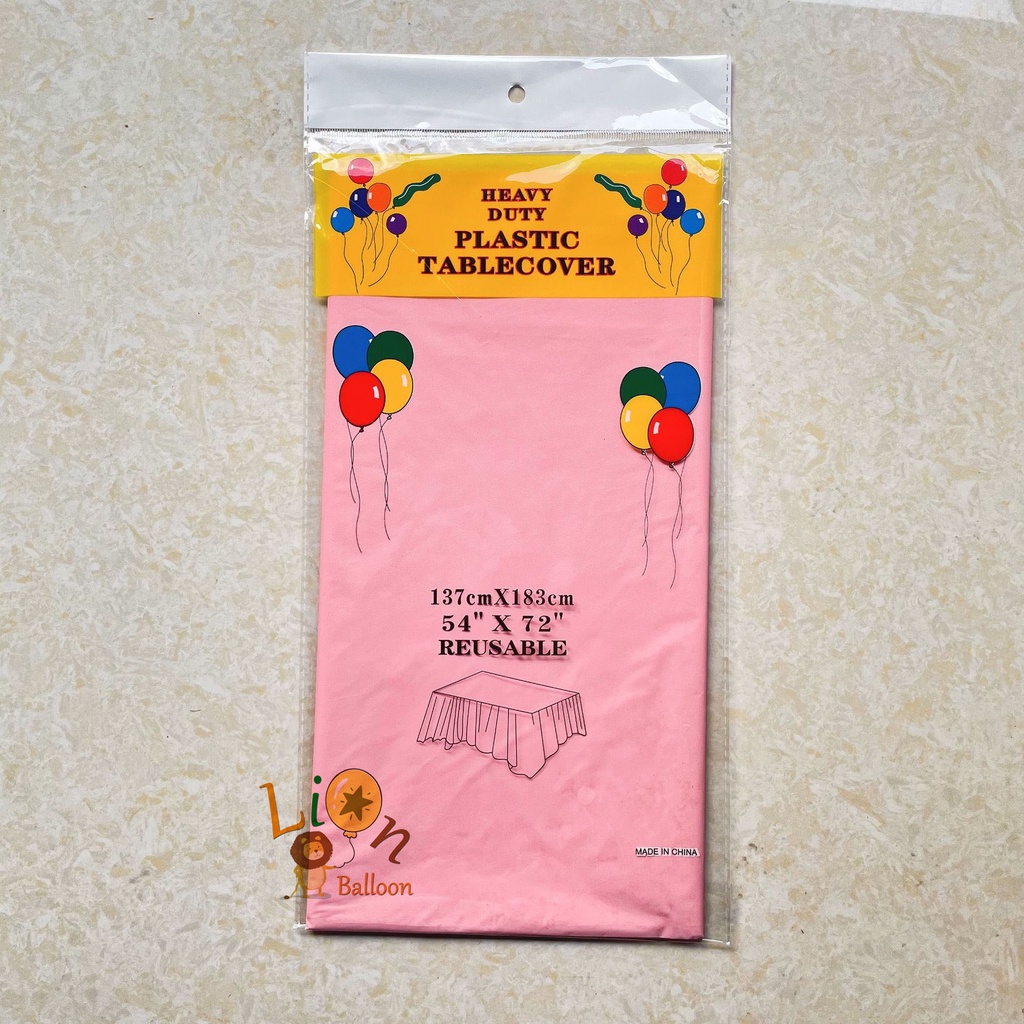 HEAVY
DUTY
PLASTIC
TABLECOVER
137cmX183cm
54" X 72"
REUSABLE
MADE IN CHINA
Lion
Balloon